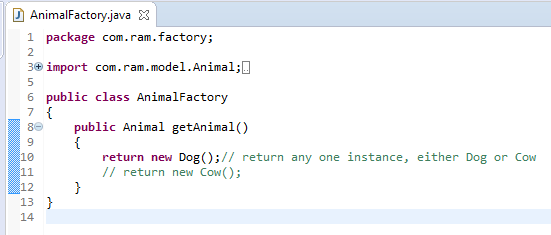 AnimalFactory.java
1 package com.ram.factory;
2
3 import com.ram.model.Animal;
5
6 public class AnimalFactory
7 {
8 public Animal getAnimal()
9 {
10 return new Dog();// return any one instance, either Dog or Cow
11 // return new Cow();
12 }
13 }
14